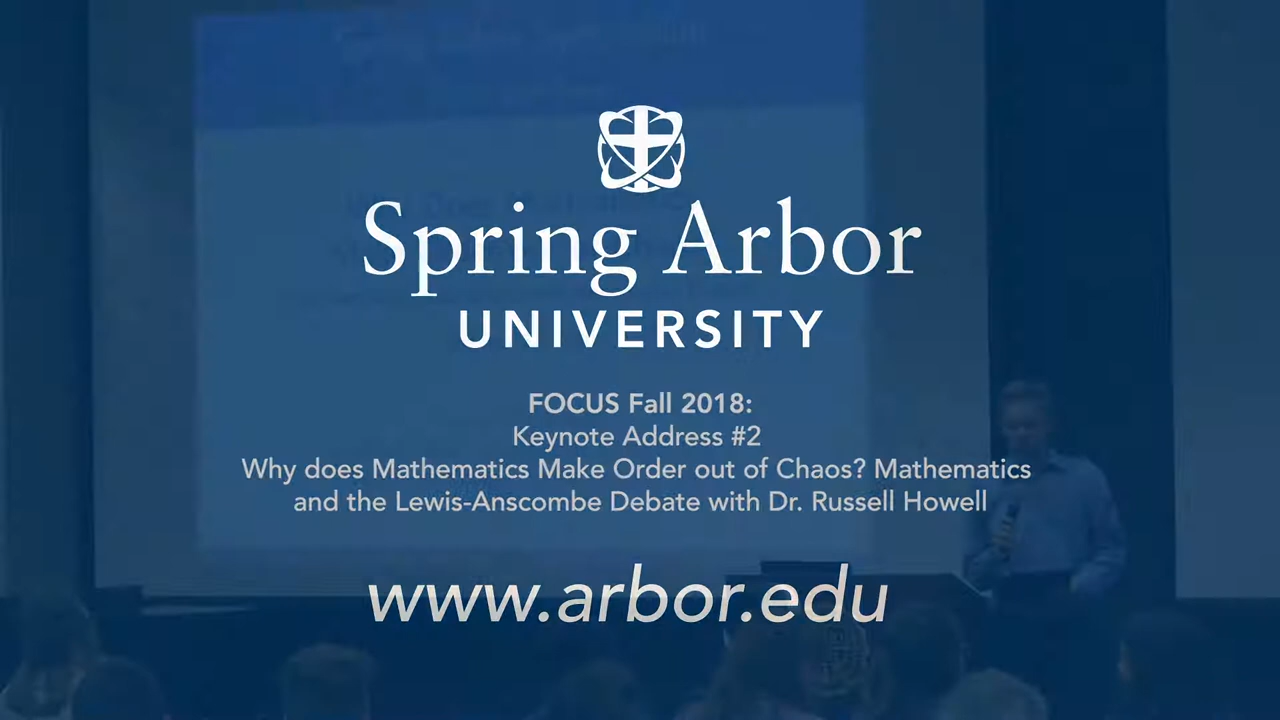 Spring Arbor
UNIVERSITY
FOCUS Fall 2018:
Keynote Address #2
Why does Mathematics Make Order out of Chaos? Mathematics
and the Lewis-Anscombe Debate with Dr. Russell Howell
www.arbor.edu